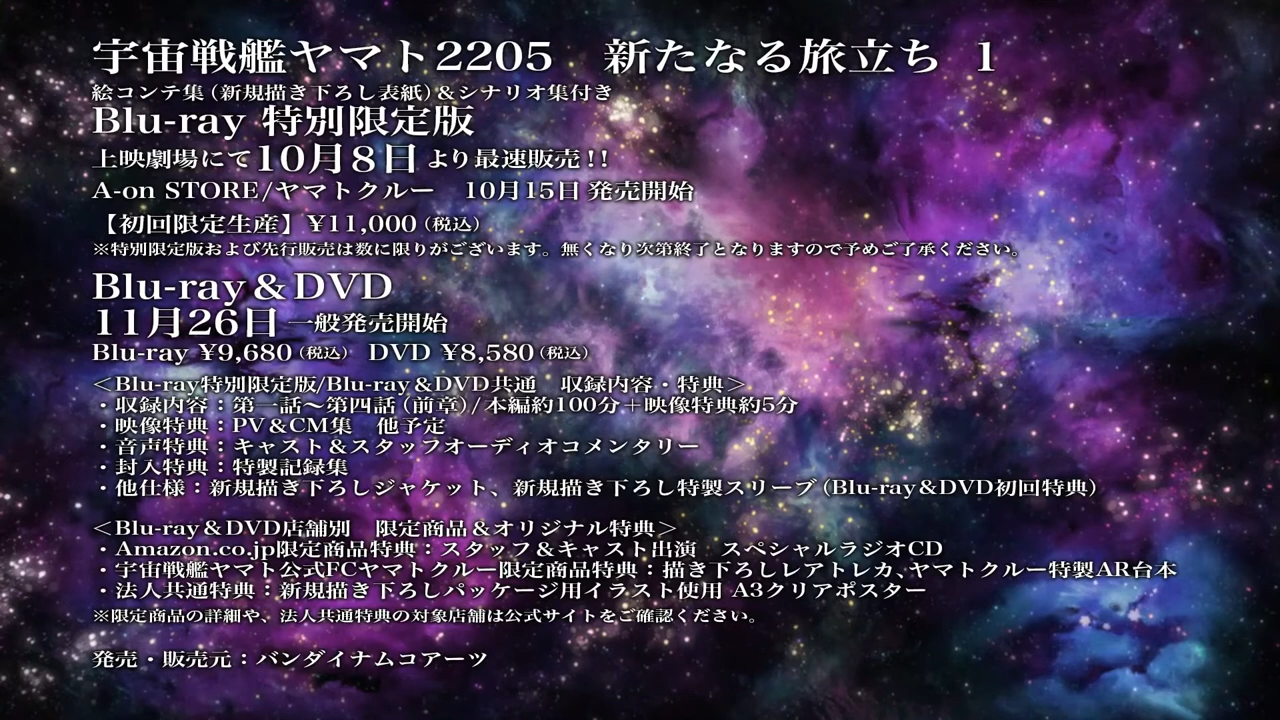 宇宙戦艦ヤマト2205　新たなる旅立ち　1
絵コンテ集(新規描き下ろし表紙)&シナリオ集付き
Blu-ray 特別限定版
上映劇場にて10月8日より最速販売!!
A-on STORE/ヤマトクルー　10月15日発売開始
【初回限定生産】¥11,000(税込)
※特別限定版および先行販売は数に限りがございます。無くなり次第終了となりますので予めご了承ください。
Blu-ray&DVD
11月26日一般発売開始
Blu-ray ¥9,680(税込)　DVD ¥8,580(税込)
<Blu-ray特別限定版/Blu-ray&DVD共通　収録内容・特典>
・収録内容：第一話～第四話(前章)/本編約100分+映像特典約5分
・映像特典：PV&CM集　他予定
・音声特典：キャスト&スタッフオーディオコメンタリー
・封入特典：特製記録集
・他仕様：新規描き下ろしジャケット、新規描き下ろし特製スリーブ(Blu-ray&DVD初回特典)
<Blu-ray&DVD店舗別　限定商品&オリジナル特典>
・Amazon.co.jp限定商品特典：スタッフ&キャスト出演　スペシャルラジオCD
・宇宙戦艦ヤマト公式FCヤマトクルー限定商品特典：描き下ろしレアトレカ、ヤマトクルー特製AR台本
・法人共通特典：新規描き下ろしパッケージ用イラスト使用 A3クリアポスター
※限定商品の詳細や、法人共通特典の対象店舗は公式サイトをご確認ください。
発売・販売元：バンダイナムコアーツ